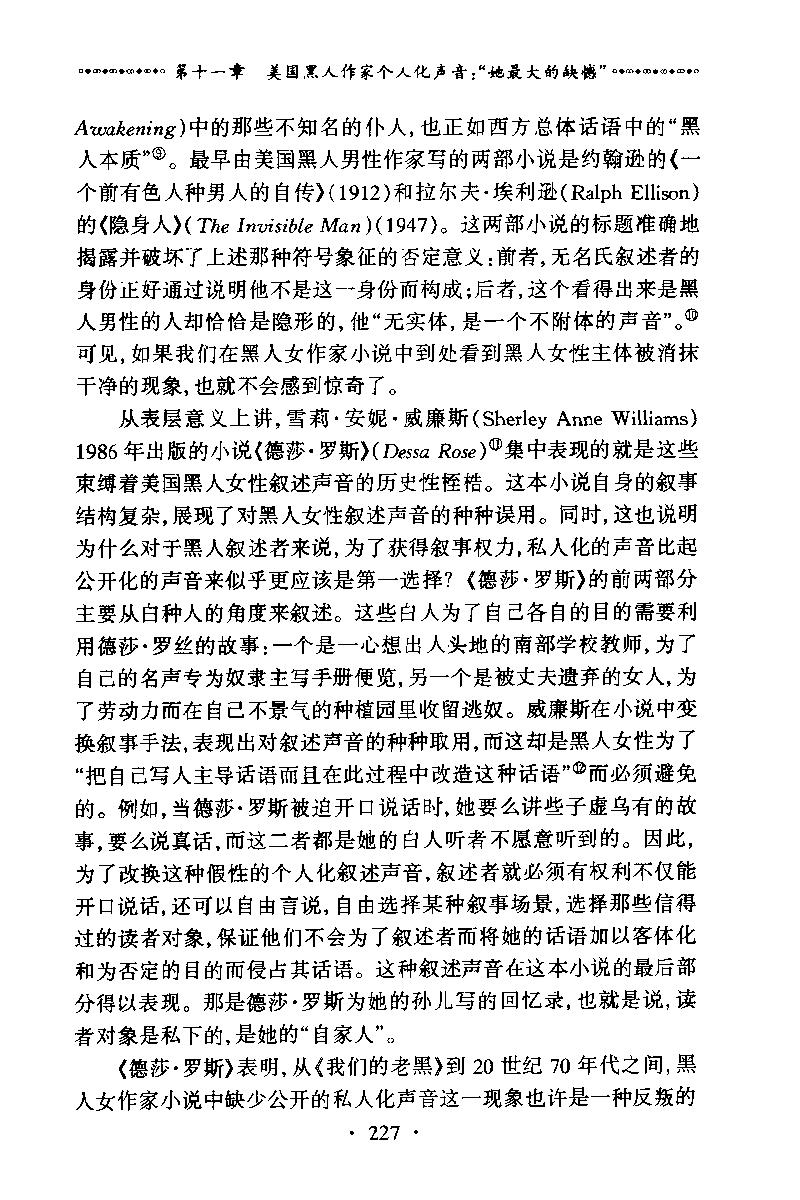 第十一章 美国黑人作家个人化声音:“她最大的缺憾”
Awakening)中的那些不知名的仆人,也正如西方总体话语中的“黑
人本质”⑨。最早由美国黑人男性作家写的两部小说是约翰逊的《一
个前有色人种男人的自传》(1912)和拉尔夫·埃利逊(Ralph Ellison)
的《隐身人》(The Invisible Man)(1947)。这两部小说的标题准确地
揭露并破坏了上述那种符号象征的否定意义:前者,无名氏叙述者的
身份正好通过说明他不是这一身份而构成;后者,这个看得出来是黑
人男性的人却恰恰是隐形的,他“无实体,是一个不附体的声音”。⑩
可见,如果我们在黑人女作家小说中到处看到黑人女性主体被消抹
干净的现象,也就不会感到惊奇了。
从表层意义上讲,雪莉·安妮·威廉斯(Sherley Anne Williams)
1986年出版的小说《德莎·罗斯》(Dessa Rose)⑪集中表现的就是这些
束缚着美国黑人女性叙述声音的历史性桎梏。这本小说自身的叙事
结构复杂,展现了对黑人女性叙述声音的种种误用。同时,这也说明
为什么对于黑人叙述者来说,为了获得叙事权力,私人化的声音比起
公开化的声音来似乎更应该是第一选择?《德莎·罗斯》的前两部分
主要从白种人的角度来叙述。这些白人为了自己各自的目的需要利
用德莎·罗丝的故事:一个是一心想出人头地的南部学校教师,为了
自己的名声专为奴隶主写手册便览,另一个是被丈夫遗弃的女人,为
了劳动力而在自己不景气的种植园里收留逃奴。威廉斯在小说中变
换叙事手法,表现出对叙述声音的种种取用,而这却是黑人女性为了
“把自己写人主导话语而且在此过程中改造这种话语”⑫而必须避免
的。例如,当德莎·罗斯被迫开口说话时,她要么讲些子虚乌有的故
事,要么说真话,而这二者都是她的白人听者不愿意听到的。因此,
为了改换这种假性的个人化叙述声音,叙述者就必须有权利不仅能
开口说话,还可以自由言说,自由选择某种叙事场景,选择那些信得
过的读者对象,保证他们不会为了叙述者而将她的话语加以客体化
和为否定的目的而侵占其话语。这种叙述声音在这本小说的最后部
分得以表现。那是德莎·罗斯为她的孙儿写的回忆录,也就是说,读
者对象是私下的,是她的“自家人”。
《德莎·罗斯》表明,从《我们的老黑》到20世纪70年代之间,黑
人女作家小说中缺少公开的私人化声音这一现象也许是一种反叛的
· 227 ·